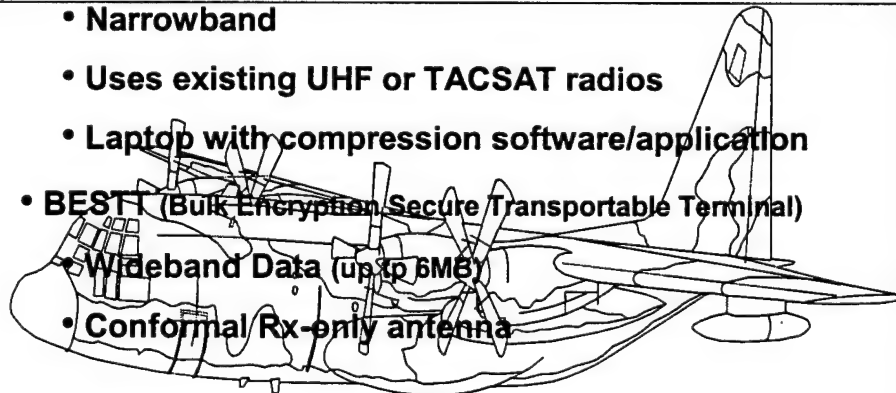 • Narrowband
• Uses existing UHF or TACSAT radios
• Laptop with compression software/application
• BESTT (Bulk Encryption Secure Transportable Terminal)
• Wideband Data (up tp 6MB)
• Conformal Rx-only antenna